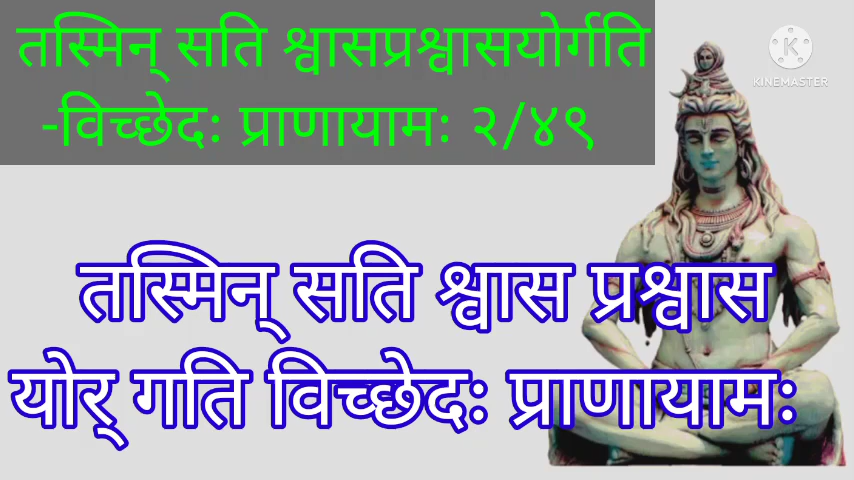 तस्मिन् सति श्वासप्रश्वासयोर्गति
-विच्छेदः प्राणायामः २/४९
KINEMASTER
तस्मिन् सति श्वास प्रश्वास
योर् गति विच्छेदः प्राणायामः